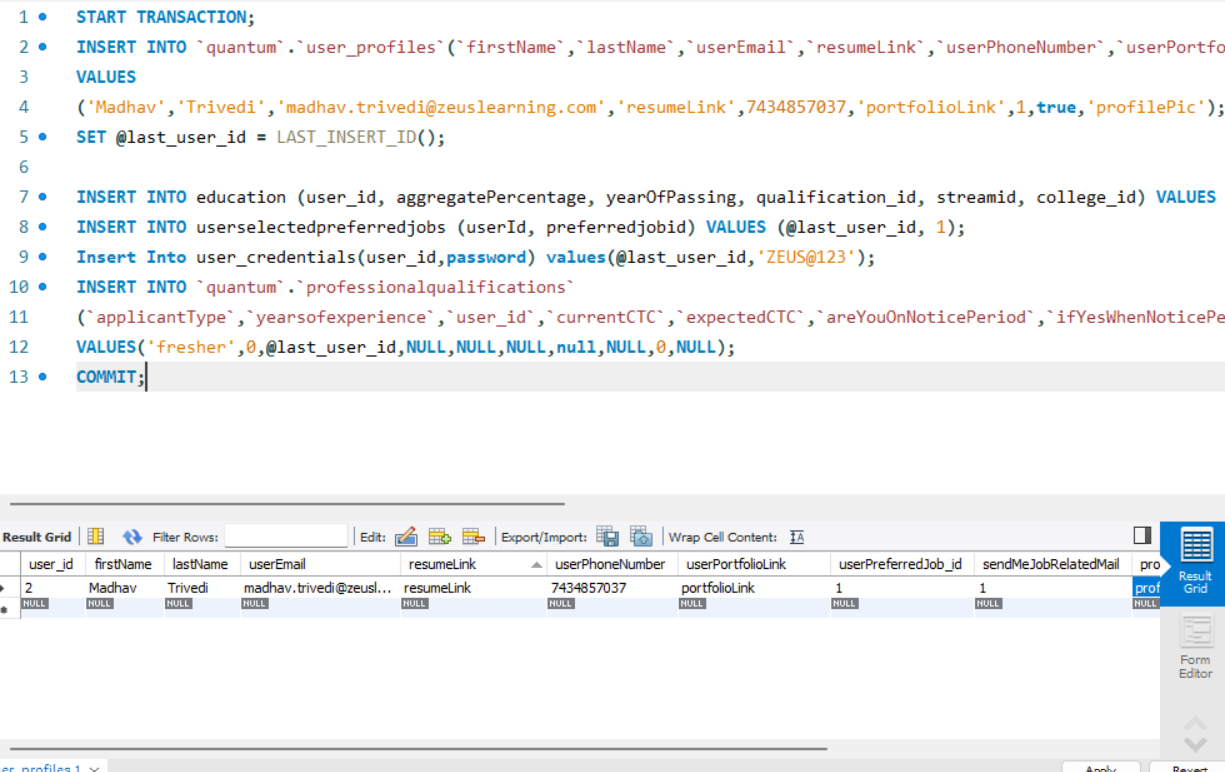 1 START TRANSACTION;
2 INSERT INTO `quantum`.`user_profiles`(`firstName`,`lastName`,`userEmail`,`resumeLink`,`userPhoneNumber`,`userPortfo
3 VALUES
4 ('Madhav','Trivedi','madhav.trivedi@zeuslearning.com','resumeLink',7434857037,'portfolioLink',1,true,'profilePic');
5 SET @last_user_id = LAST_INSERT_ID();
6
7 INSERT INTO education (user_id, aggregatePercentage, yearOfPassing, qualification_id, streamid, college_id) VALUES
8 INSERT INTO userselectedpreferredjobs (userId, preferredjobid) VALUES (@last_user_id, 1);
9 Insert Into user_credentials(user_id,password) values(@last_user_id,'ZEUS@123');
10 INSERT INTO `quantum`.`professionalqualifications`
11 (`applicantType`,`yearsofexperience`,`user_id`,`currentCTC`,`expectedCTC`,`areYouOnNoticePeriod`,`ifYesWhenNoticePe
12 VALUES('fresher',0,@last_user_id,NULL,NULL,NULL,null,NULL,0,NULL);
13 COMMIT;
Result Grid Filter Rows: Edit: Export/Import: Wrap Cell Content:
user_id firstName lastName userEmail resumeLink userPhoneNumber userPortfolioLink userPreferredJob_id sendMeJobRelatedMail pro
2 Madhav Trivedi madhav.trivedi@zeusl... resumeLink 7434857037 portfolioLink 1 1 prof
NULL NULL NULL NULL NULL NULL NULL NULL NULL NULL
Result
Grid
Form
Editor
er_profiles 1
Apply Revert